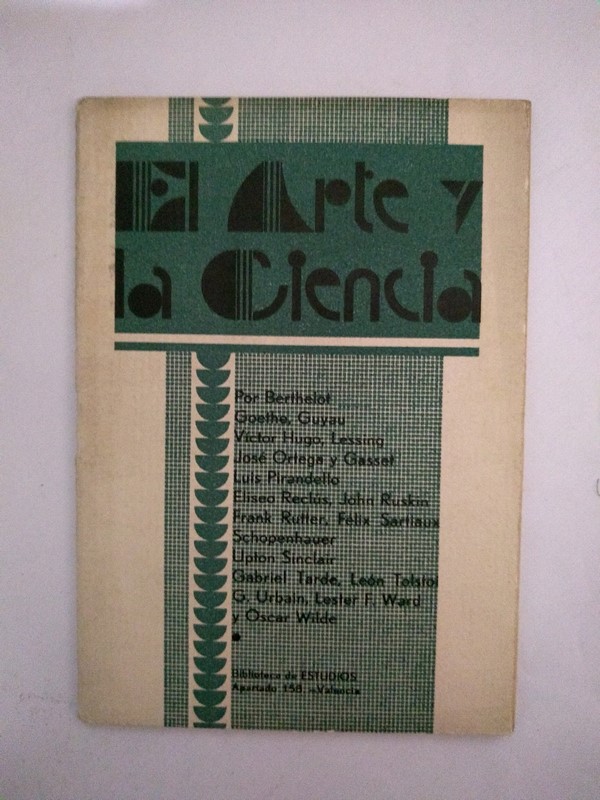 El Arte y
la Ciencia
Por Berthelot
Goethe, Guyau
Víctor Hugo, Lessing
José Ortega y Gasset
Luis Pirandello
Eliseo Reclús, John Ruskin
Frank Rutter, Félix Sartiaux
Schopenhauer
Upton Sinclair
Gabriel Tarde, León Tolstoi
G. Urbain, Lester F. Ward
y Oscar Wilde
Biblioteca de ESTUDIOS
Apartado 158.-Valencia